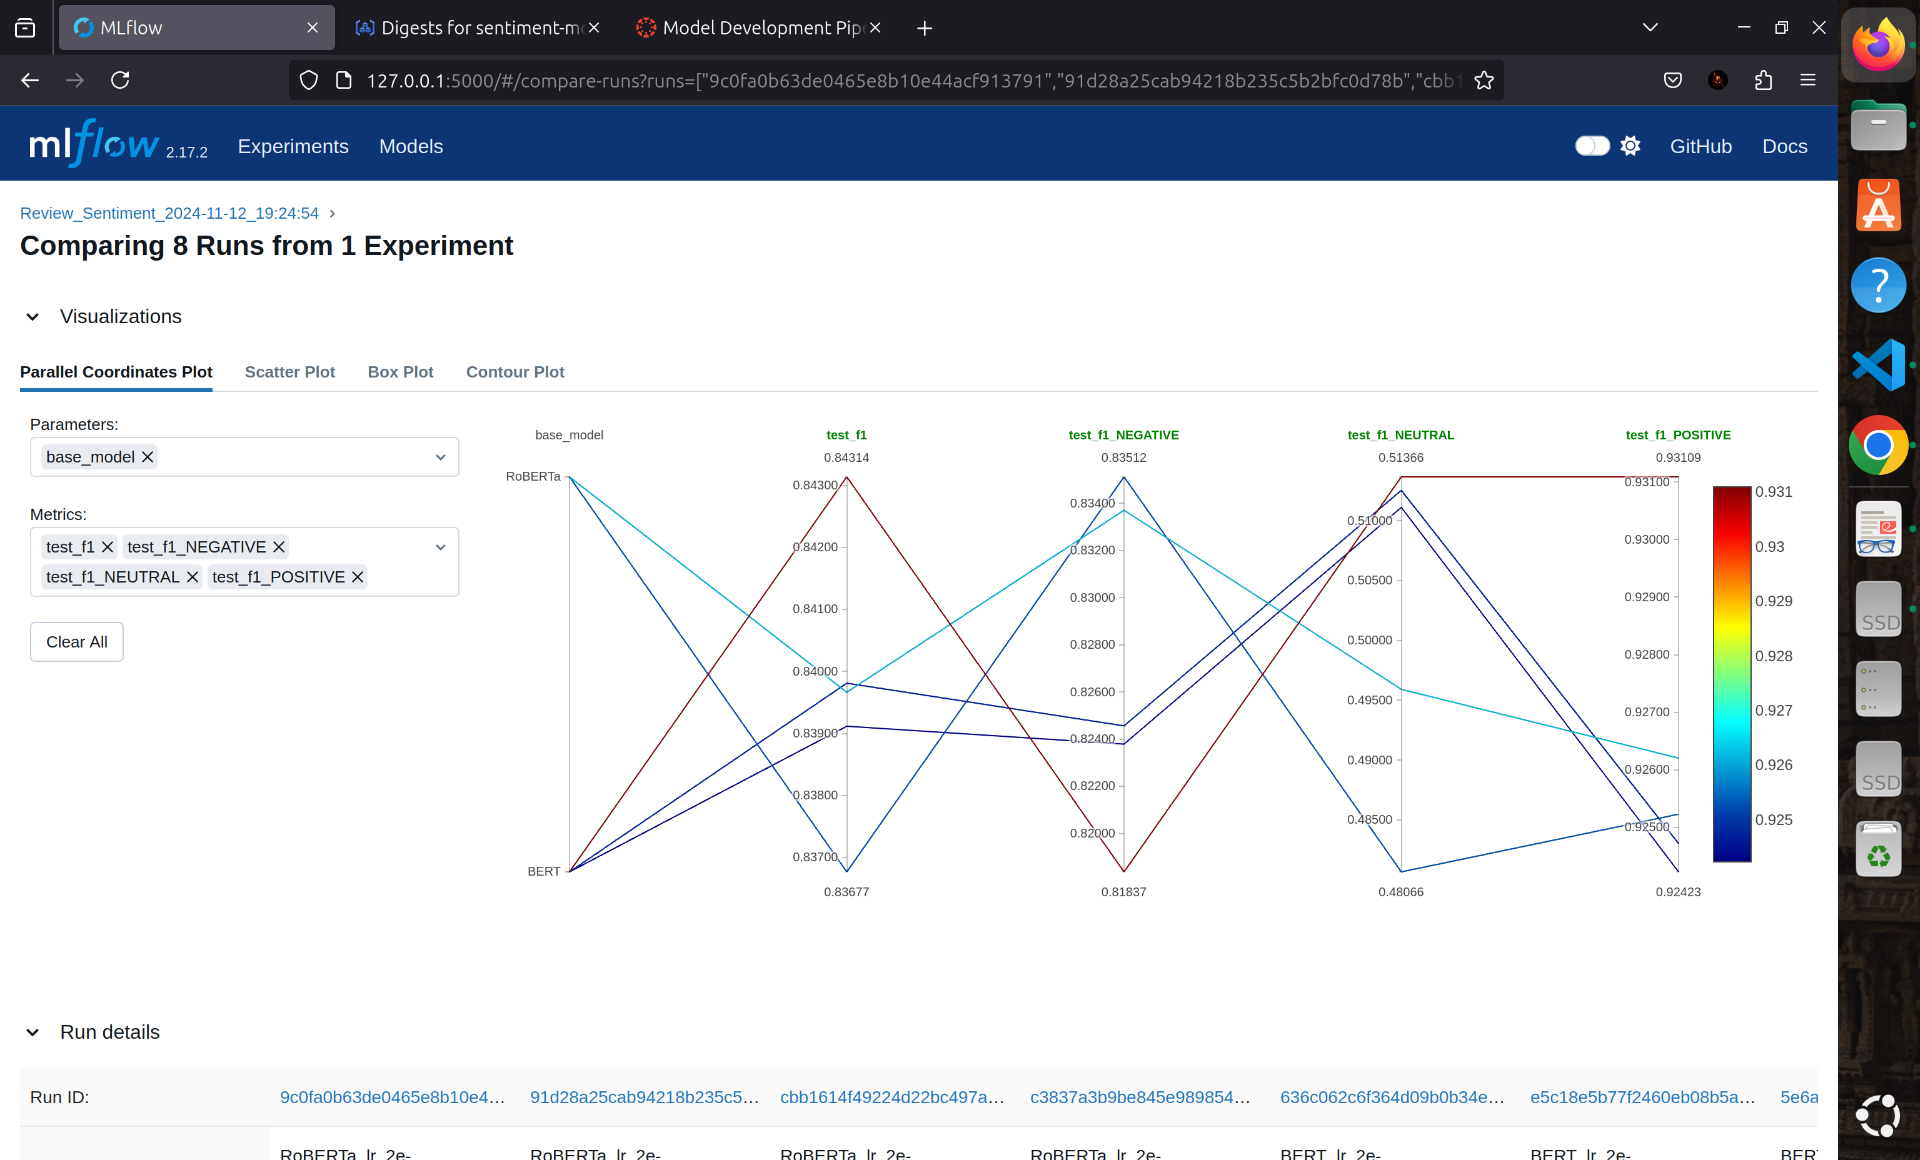 MLflow
Digests for sentiment-mo
Model Development Pipe
127.0.0.1:5000/#/compare-runs?runs=["9c0fa0b63de0465e8b10e44acf913791","91d28a25cab94218b235c5b2bfc0d78b","cbb1
mlflow 2.17.2 Experiments Models GitHub Docs
Review_Sentiment_2024-11-12_19:24:54
Comparing 8 Runs from 1 Experiment
Visualizations
Parallel Coordinates Plot Scatter Plot Box Plot Contour Plot
Parameters:
base_model
Metrics:
test_f1 test_f1_NEGATIVE
test_f1_NEUTRAL test_f1_POSITIVE
Clear All
base_model
RoBERTa
BERT
test_f1
0.84314
0.84300
0.84200
0.84100
0.84000
0.83900
0.83800
0.83700
0.83677
test_f1_NEGATIVE
0.83512
0.83400
0.83200
0.83000
0.82800
0.82600
0.82400
0.82200
0.82000
0.81837
test_f1_NEUTRAL
0.51366
0.51000
0.50500
0.50000
0.49500
0.49000
0.48500
0.48066
test_f1_POSITIVE
0.93109
0.93100
0.93000
0.92900
0.92800
0.92700
0.92600
0.92500
0.92423
0.931
0.93
0.929
0.928
0.927
0.926
0.925
Run details
Run ID: 9c0fa0b63de0465e8b10e4... 91d28a25cab94218b235c5... cbb1614f49224d22bc497a... c3837a3b9be845e989854... 636c062c6f364d09b0b34e... e5c18e5b77f2460eb08b5a... 5e6a
RoBERTa_lr_2e- RoBERTa_lr_2e- RoBERTa_lr_2e- RoBERTa_lr_2e- BERT_lr_2e- BERT_lr_2e- BERT
SSD
SSD